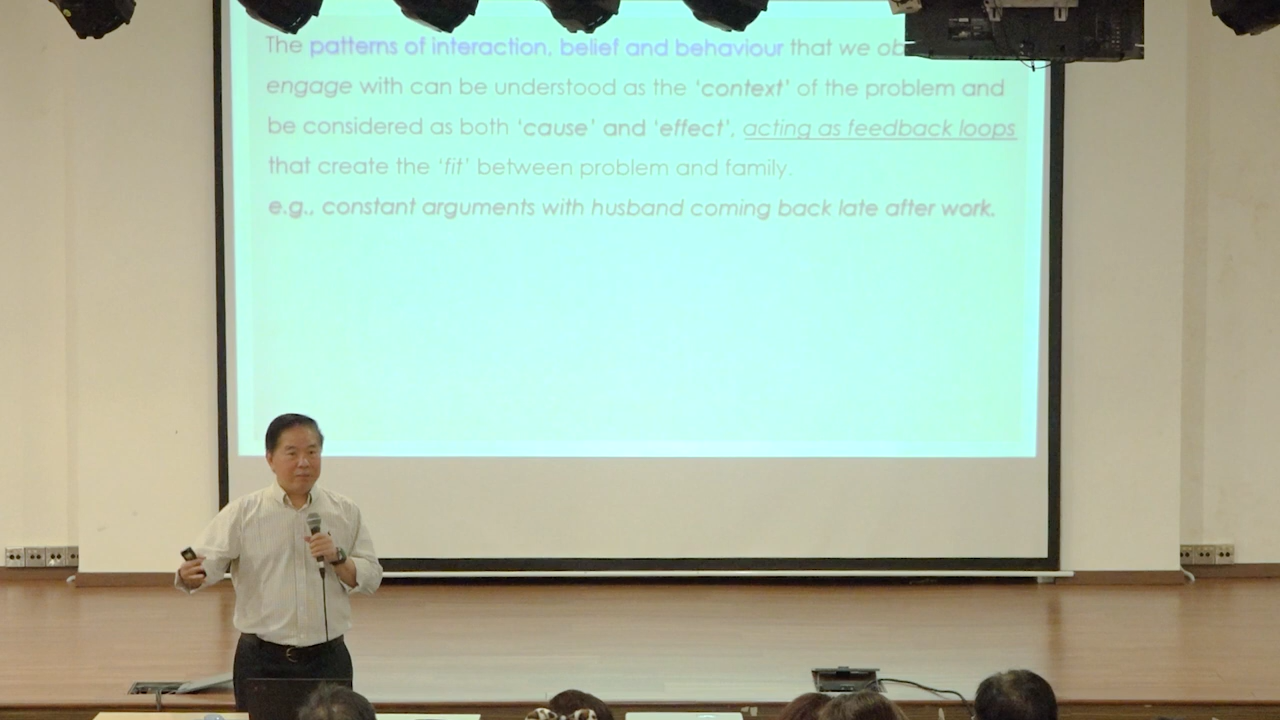 The patterns of interaction, belief and behaviour that we
engage with can be understood as the ‘context’ of the problem and
be considered as both ‘cause’ and ‘effect’, acting as feedback loops
that create the ‘fit’ between problem and family.
e.g., constant arguments with husband coming back late after work.